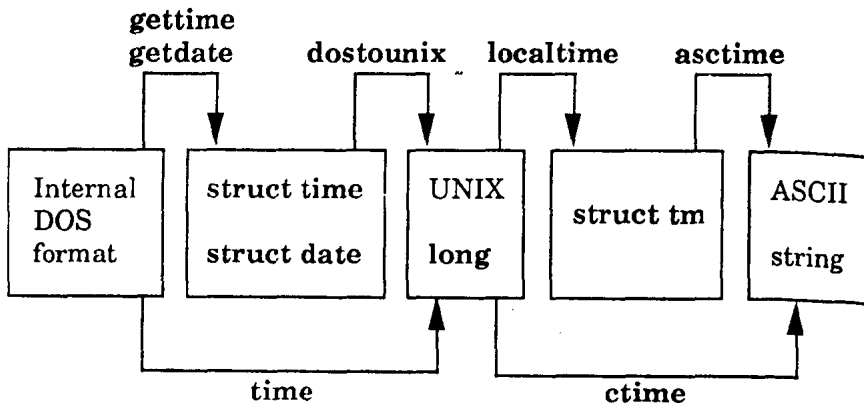 gettime
getdate
dostounix
localtime
asctime
Internal
DOS
format
struct time
struct date
UNIX
long
struct tm
ASCII
string
time
ctime